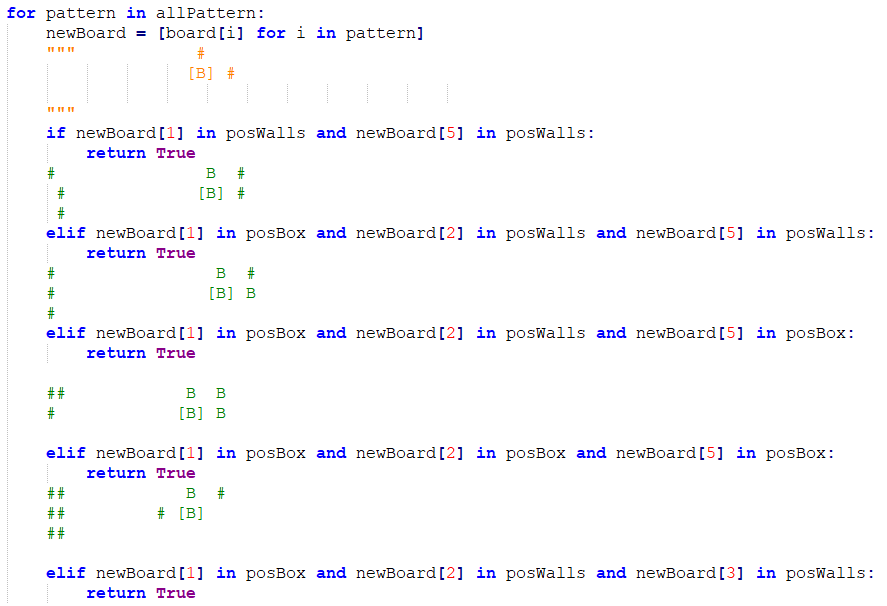 for pattern in allPattern:
    newBoard = [board[i] for i in pattern]
    """            #
                  [B] #

    """
    if newBoard[1] in posWalls and newBoard[5] in posWalls:
        return True
    #               B  #
     #             [B] #
     #
    elif newBoard[1] in posBox and newBoard[2] in posWalls and newBoard[5] in posWalls:
        return True
    #                B  #
    #               [B] B
    #
    elif newBoard[1] in posBox and newBoard[2] in posWalls and newBoard[5] in posBox:
        return True

    ##            B  B
    #            [B] B

    elif newBoard[1] in posBox and newBoard[2] in posBox and newBoard[5] in posBox:
        return True
    ##            B  #
    ##         # [B]
    ##

    elif newBoard[1] in posBox and newBoard[2] in posWalls and newBoard[3] in posWalls:
        return True